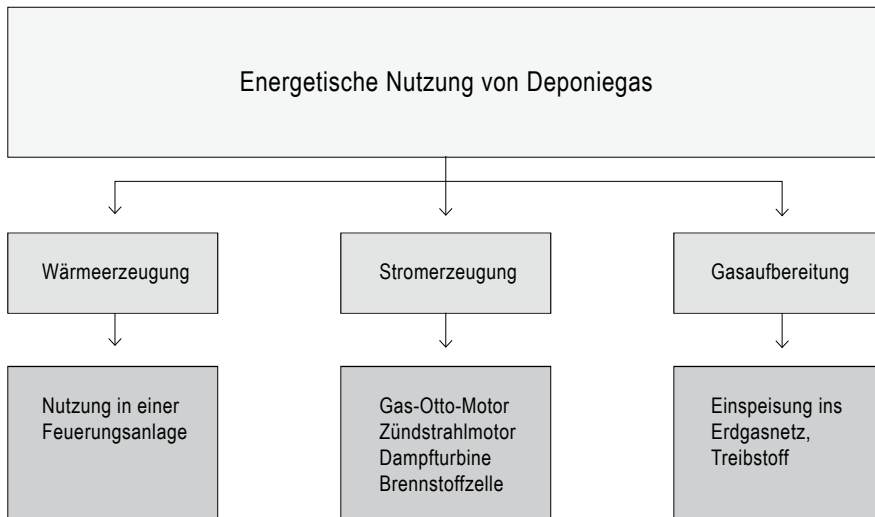 Energetische Nutzung von Deponiegas
Wärmeerzeugung
Stromerzeugung
Gasaufbereitung
Nutzung in einer
Feuerungsanlage
Gas-Otto-Motor
Zündstrahlmotor
Dampfturbine
Brennstoffzelle
Einspeisung ins
Erdgasnetz,
Treibstoff